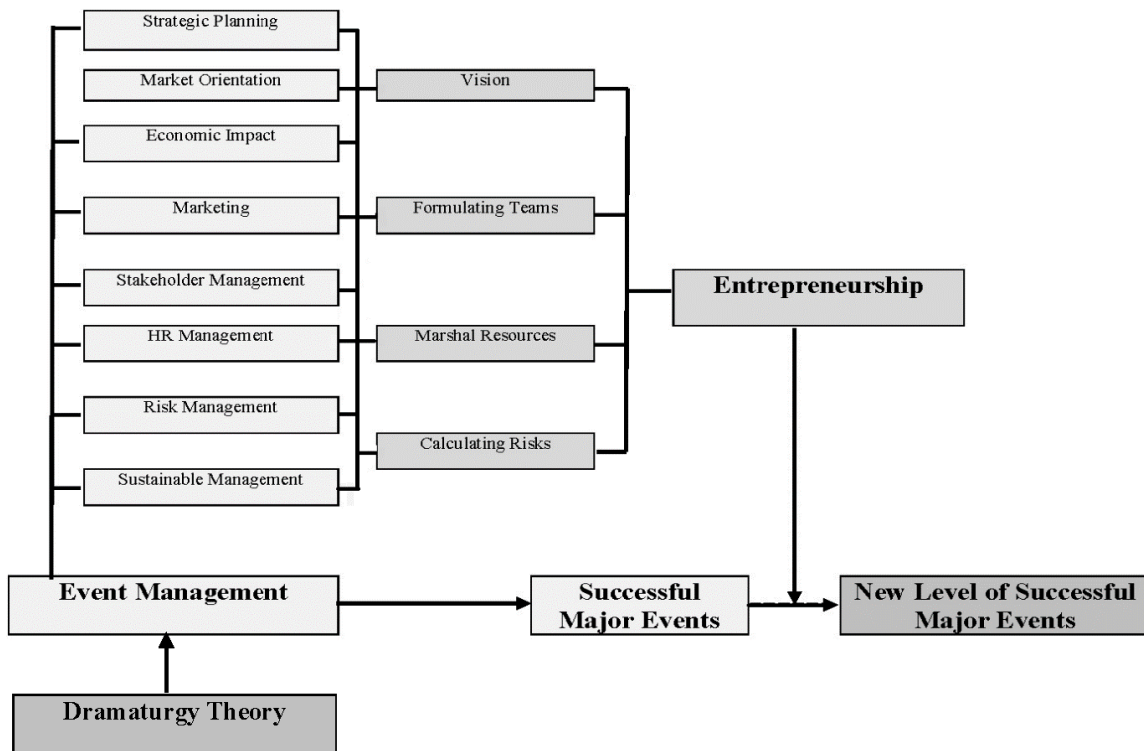 Strategic Planning
Market Orientation
Vision
Economic Impact
Marketing
Formulating Teams
Stakeholder Management
Entrepreneurship
HR Management
Marshal Resources
Risk Management
Calculating Risks
Sustainable Management
Event Management
Successful
Major Events
New Level of Successful
Major Events
Dramaturgy Theory